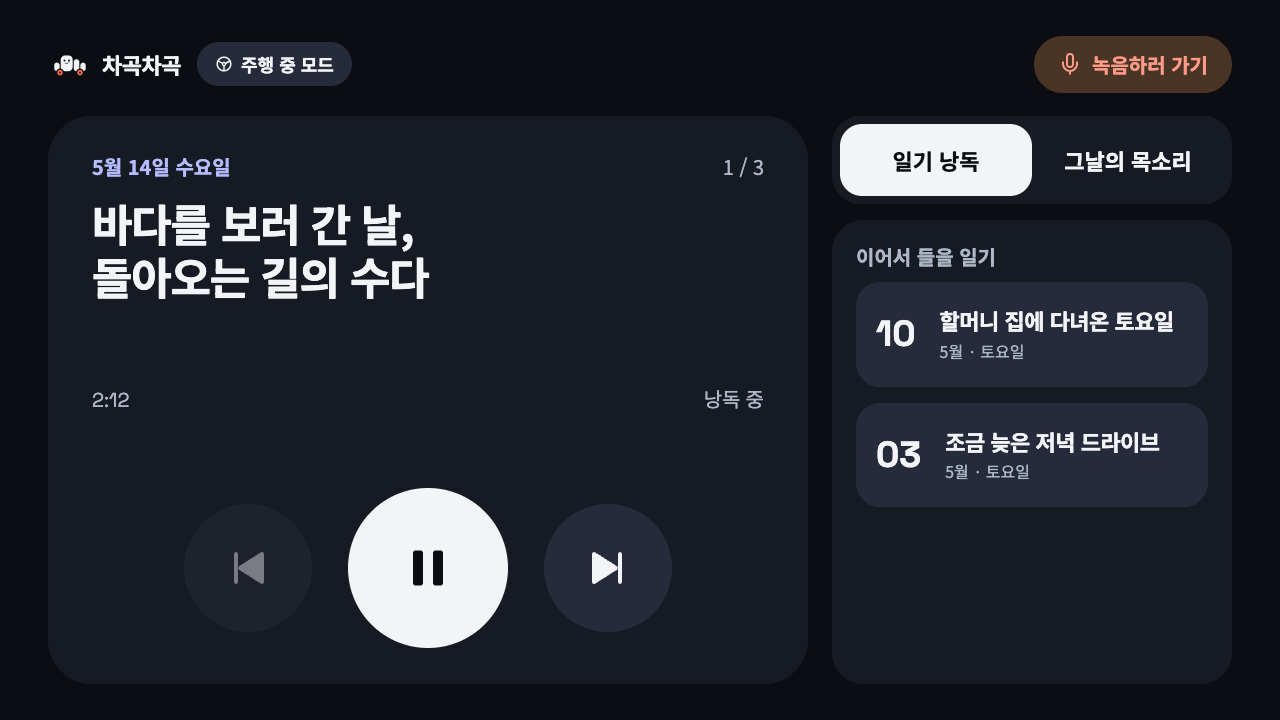 차곡차곡
주행 중 모드
녹음하러 가기
5월 14일 수요일
1 / 3
바다를 보러 간 날,
돌아오는 길의 수다
2:12
낭독 중
일기 낭독
그날의 목소리
이어서 들을 일기
10
할머니 집에 다녀온 토요일
5월 · 토요일
03
조금 늦은 저녁 드라이브
5월 · 토요일